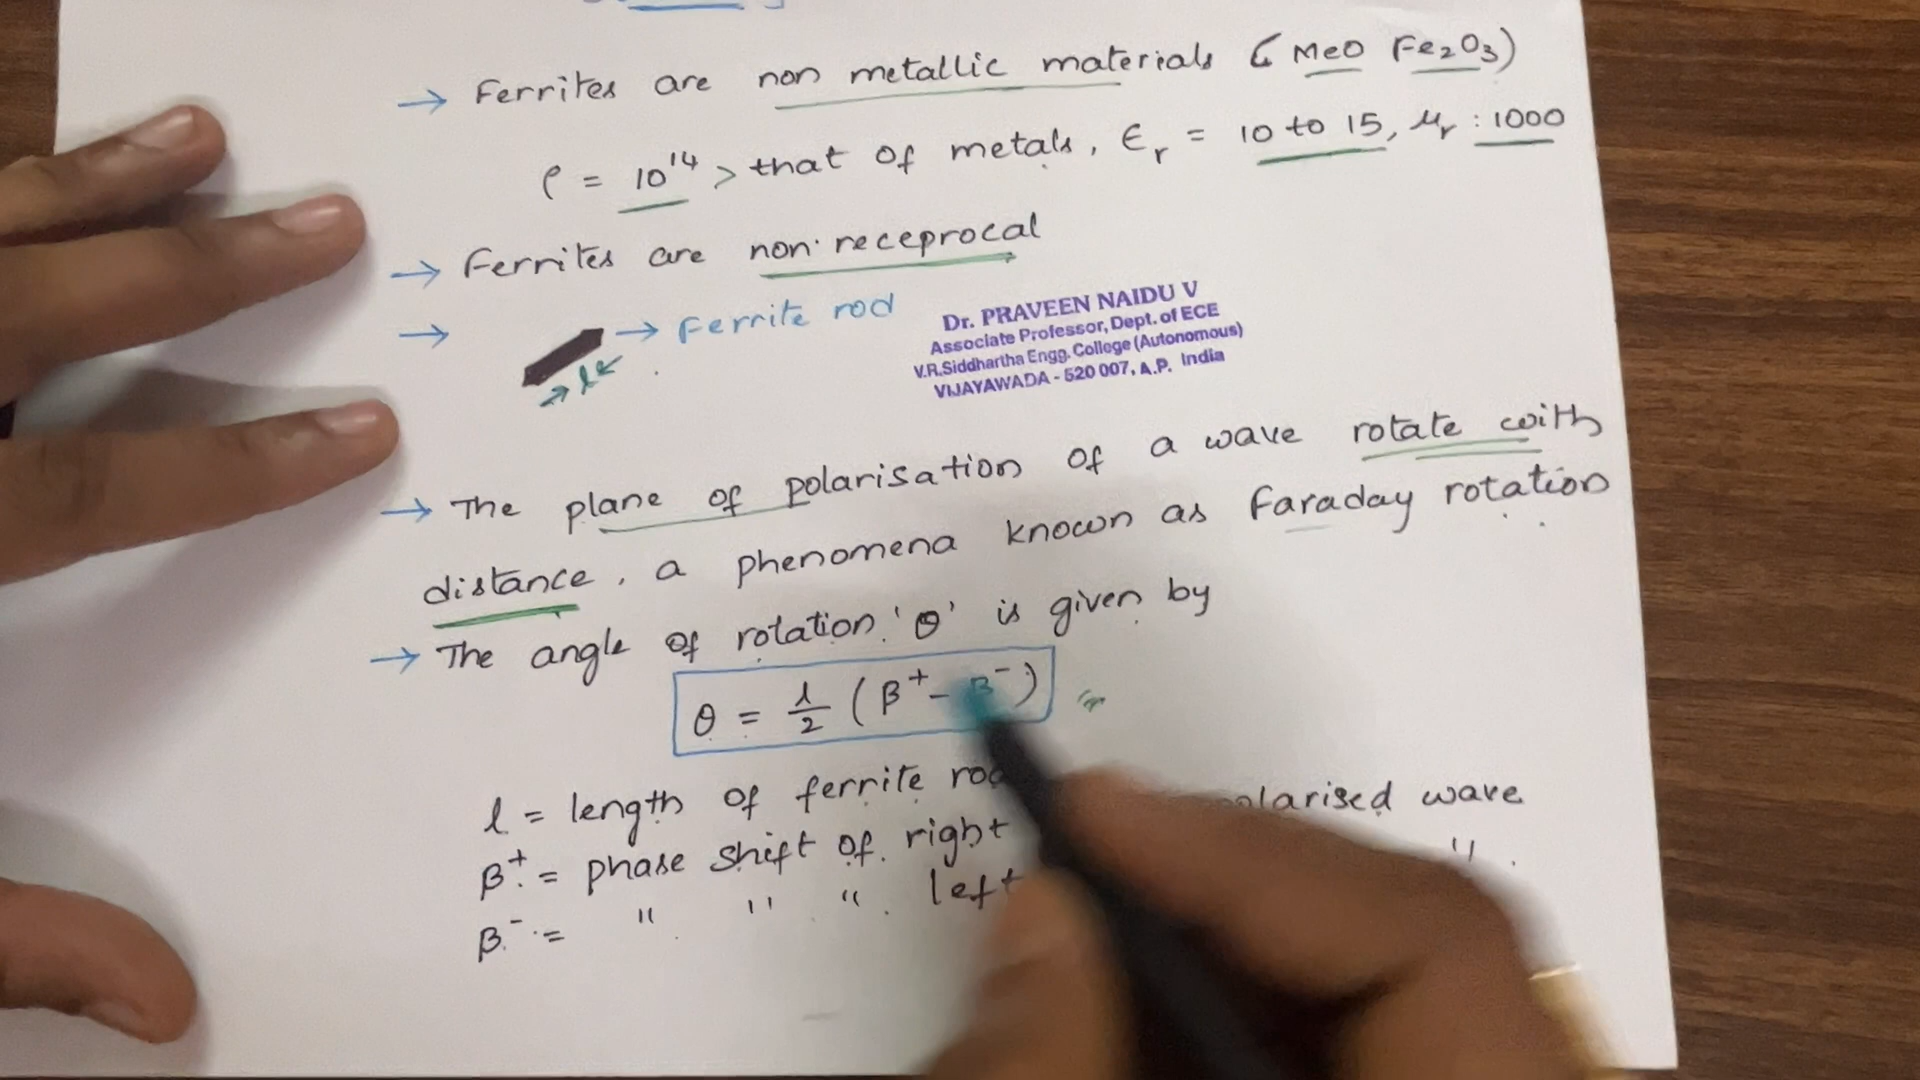 → Ferrites are non metallic materials ( MeO Fe₂O₃)
ρ = 10¹⁴ > that of metals, ϵᵣ = 10 to 15, μᵣ : 1000
→ Ferrites are non receprocal
→ → Ferrite rod
l
Dr. PRAVEEN NAIDU V
Associate Professor, Dept. of ECE
V.R.Siddhartha Engg. College (Autonomous)
VIJAYAWADA - 520 007, A.P. India
→ The plane of polarisation of a wave rotate with
distance, a phenomena known as Faraday rotation
→ The angle of rotation 'θ' is given by
θ = l/2 (β⁺ - β⁻)
l = length of ferrite
β⁺ = phase shift of right polarised wave
β⁻ = " " " left "